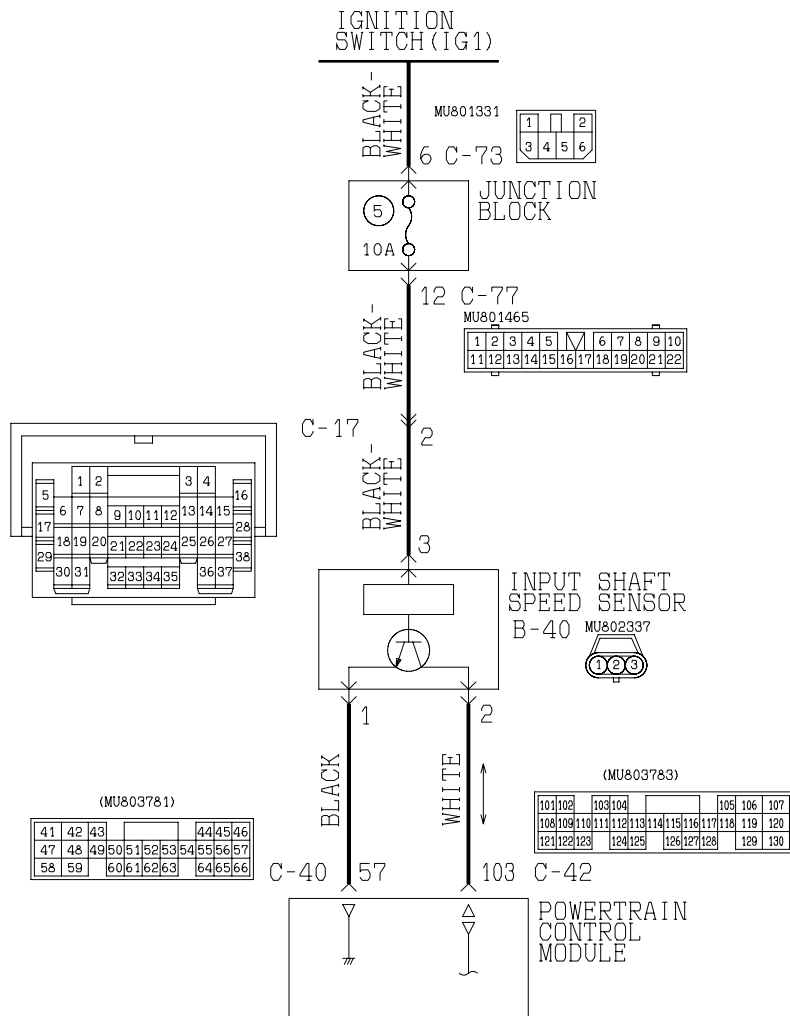 IGNITION
SWITCH(IG1)
BLACK-
WHITE
MU801331
1 2
3 4 5 6
6 C-73
JUNCTION
BLOCK
5
10A
12 C-77
MU801465
1 2 3 4 5 6 7 8 9 10
11 12 13 14 15 16 17 18 19 20 21 22
BLACK-
WHITE
C-17
2
BLACK-
WHITE
1 2 3 4
5 16
6 7 8 9 10 11 12 13 14 15
17 28
18 19 20 21 22 23 24 25 26 27
29 38
30 31 32 33 34 35 36 37
3
INPUT SHAFT
SPEED SENSOR
B-40 MU802337
1 2 3
1
2
BLACK
WHITE
(MU803781)
41 42 43 44 45 46
47 48 49 50 51 52 53 54 55 56 57
58 59 60 61 62 63 64 65 66
(MU803783)
101 102 103 104 105 106 107
108 109 110 111 112 113 114 115 116 117 118 119 120
121 122 123 124 125 126 127 128 129 130
C-40 57
103 C-42
POWERTRAIN
CONTROL
MODULE